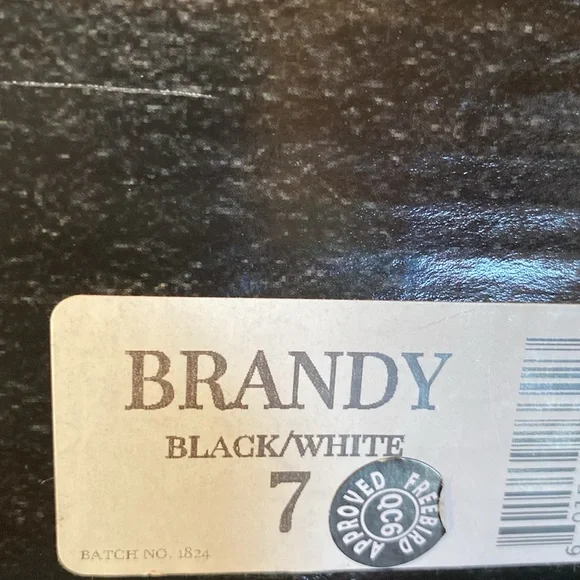 BRANDY
BLACK/WHITE
7
APPROVED FREEBIRD
QC6
BATCH NO. 1824